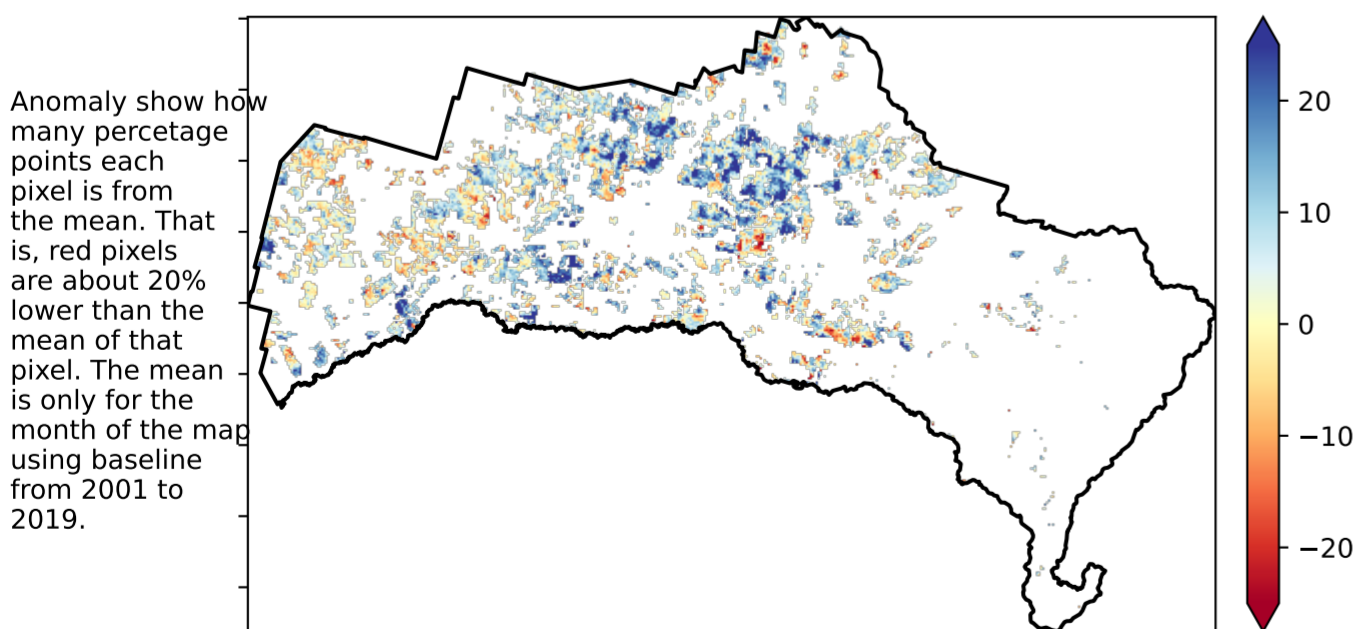 Anomaly show how
many percetage
points each
pixel is from
the mean. That
is, red pixels
are about 20%
lower than the
mean of that
pixel. The mean
is only for the
month of the map
using baseline
from 2001 to
2019.
20
10
0
−10
−20